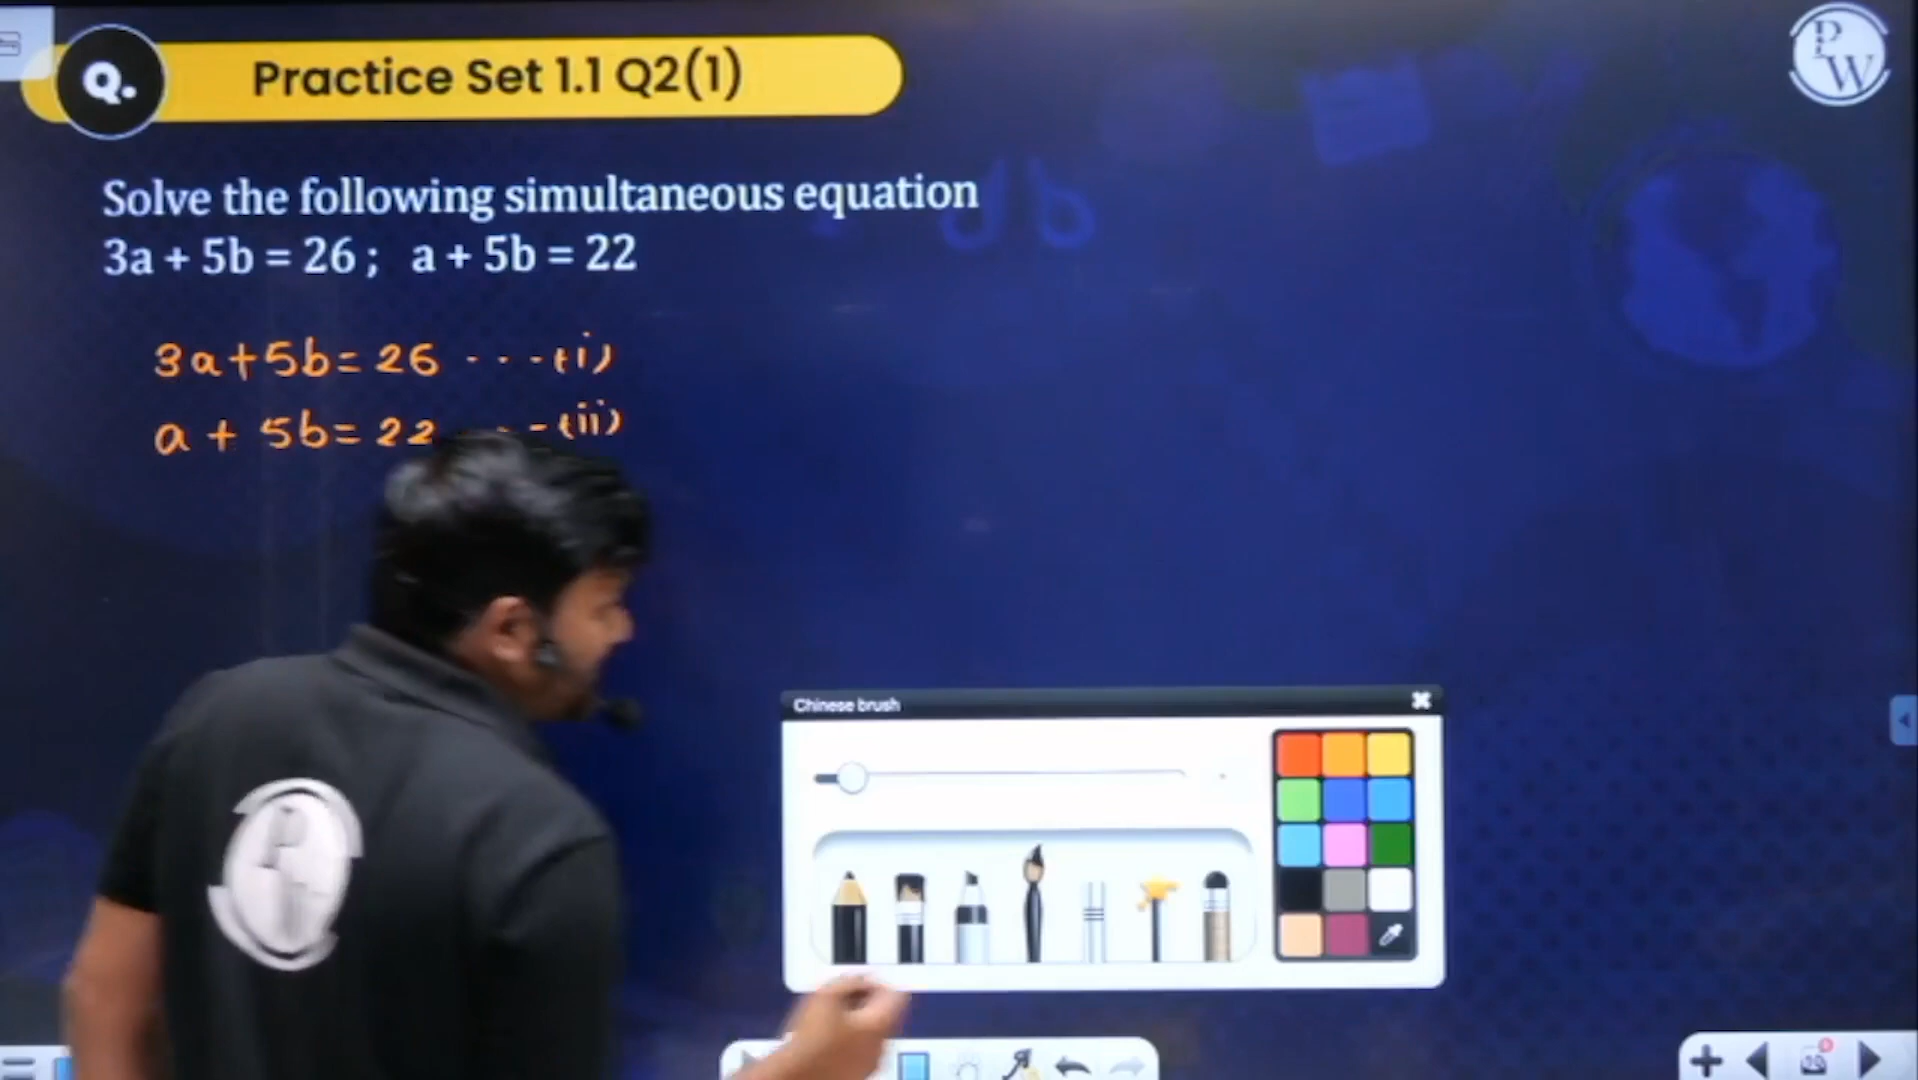 Q. Practice Set 1.1 Q2(1)
PW
Solve the following simultaneous equation
3a + 5b = 26 ; a + 5b = 22
3a+5b=26 - - - (i)
a + 5b= 22 - - (ii)
Chinese brush